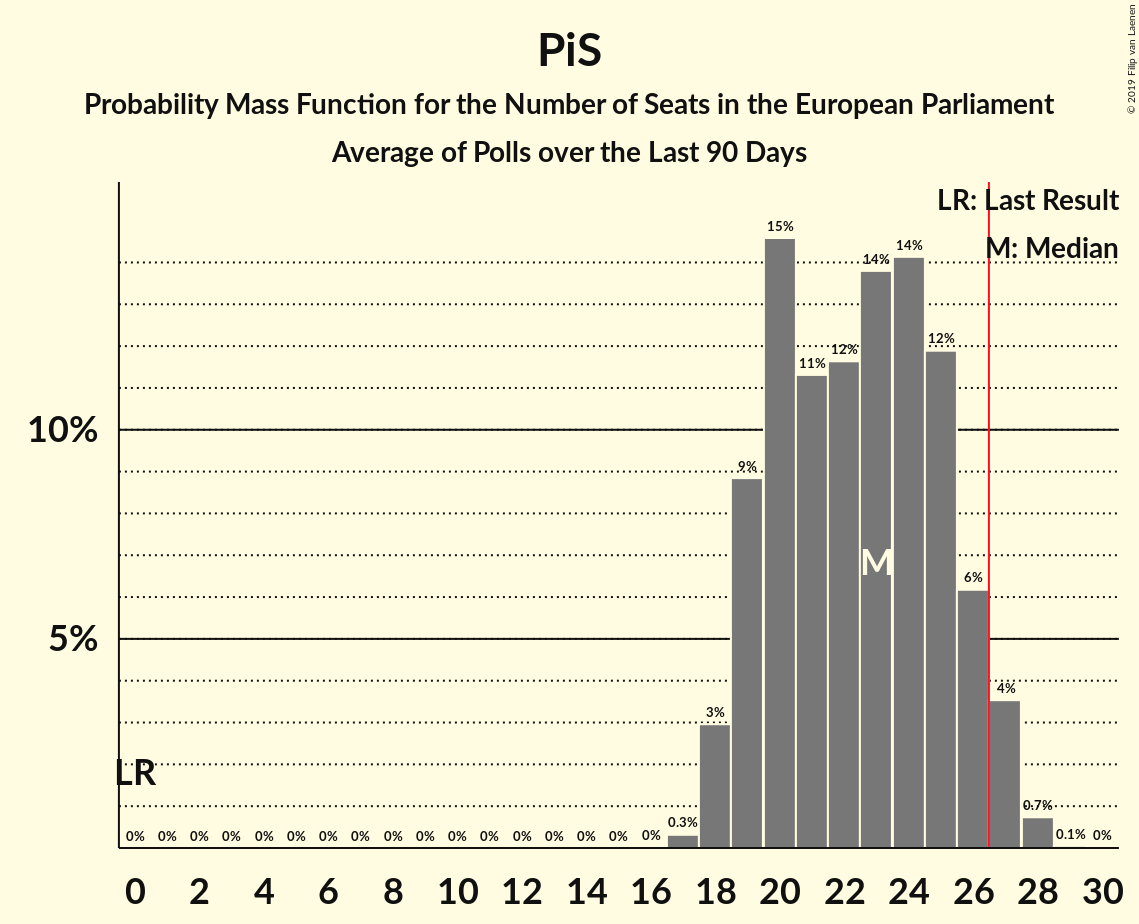 PiS
Probability Mass Function for the Number of Seats in the European Parliament
Average of Polls over the Last 90 Days
© 2019 Filip van Laenen
LR: Last Result
M: Median
15%
14%
14%
12%
12%
11%
10%
9%
M
6%
5%
4%
3%
LR
0.7%
0.3%
0% 0% 0% 0% 0% 0% 0% 0% 0% 0% 0% 0% 0% 0% 0% 0% 0% 0.1% 0%
0 2 4 6 8 10 12 14 16 18 20 22 24 26 28 30